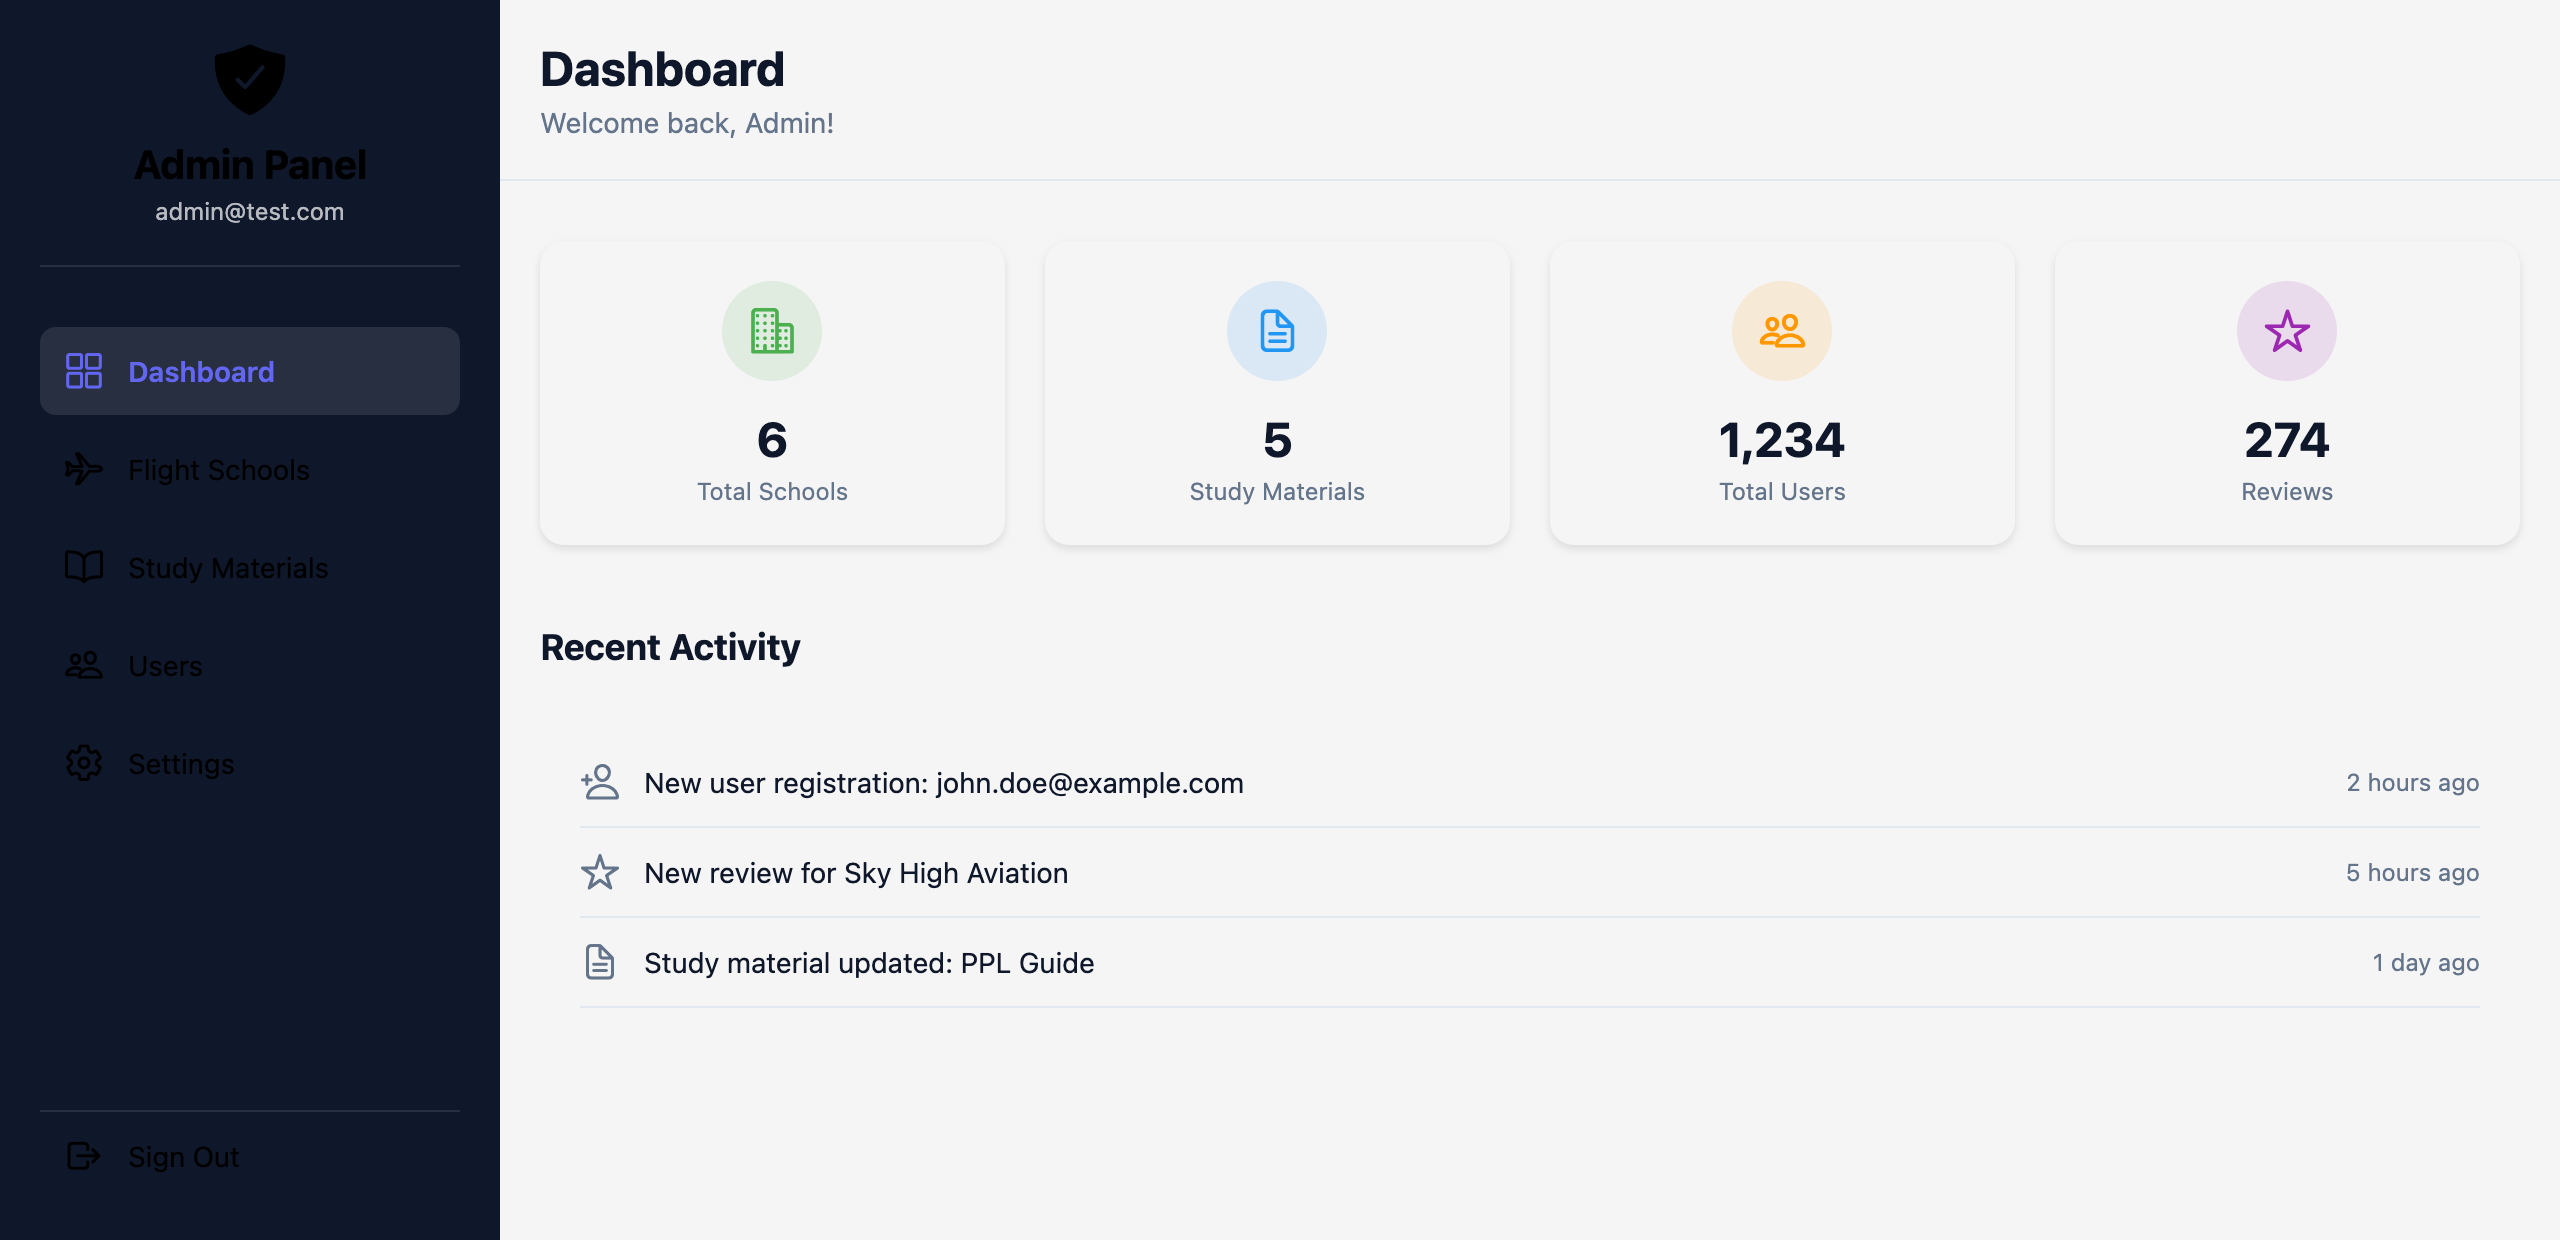 Admin Panel
admin@test.com
Dashboard
Flight Schools
Study Materials
Users
Settings
Sign Out
Dashboard
Welcome back, Admin!
6
Total Schools
5
Study Materials
1,234
Total Users
274
Reviews
Recent Activity
New user registration: john.doe@example.com
2 hours ago
New review for Sky High Aviation
5 hours ago
Study material updated: PPL Guide
1 day ago